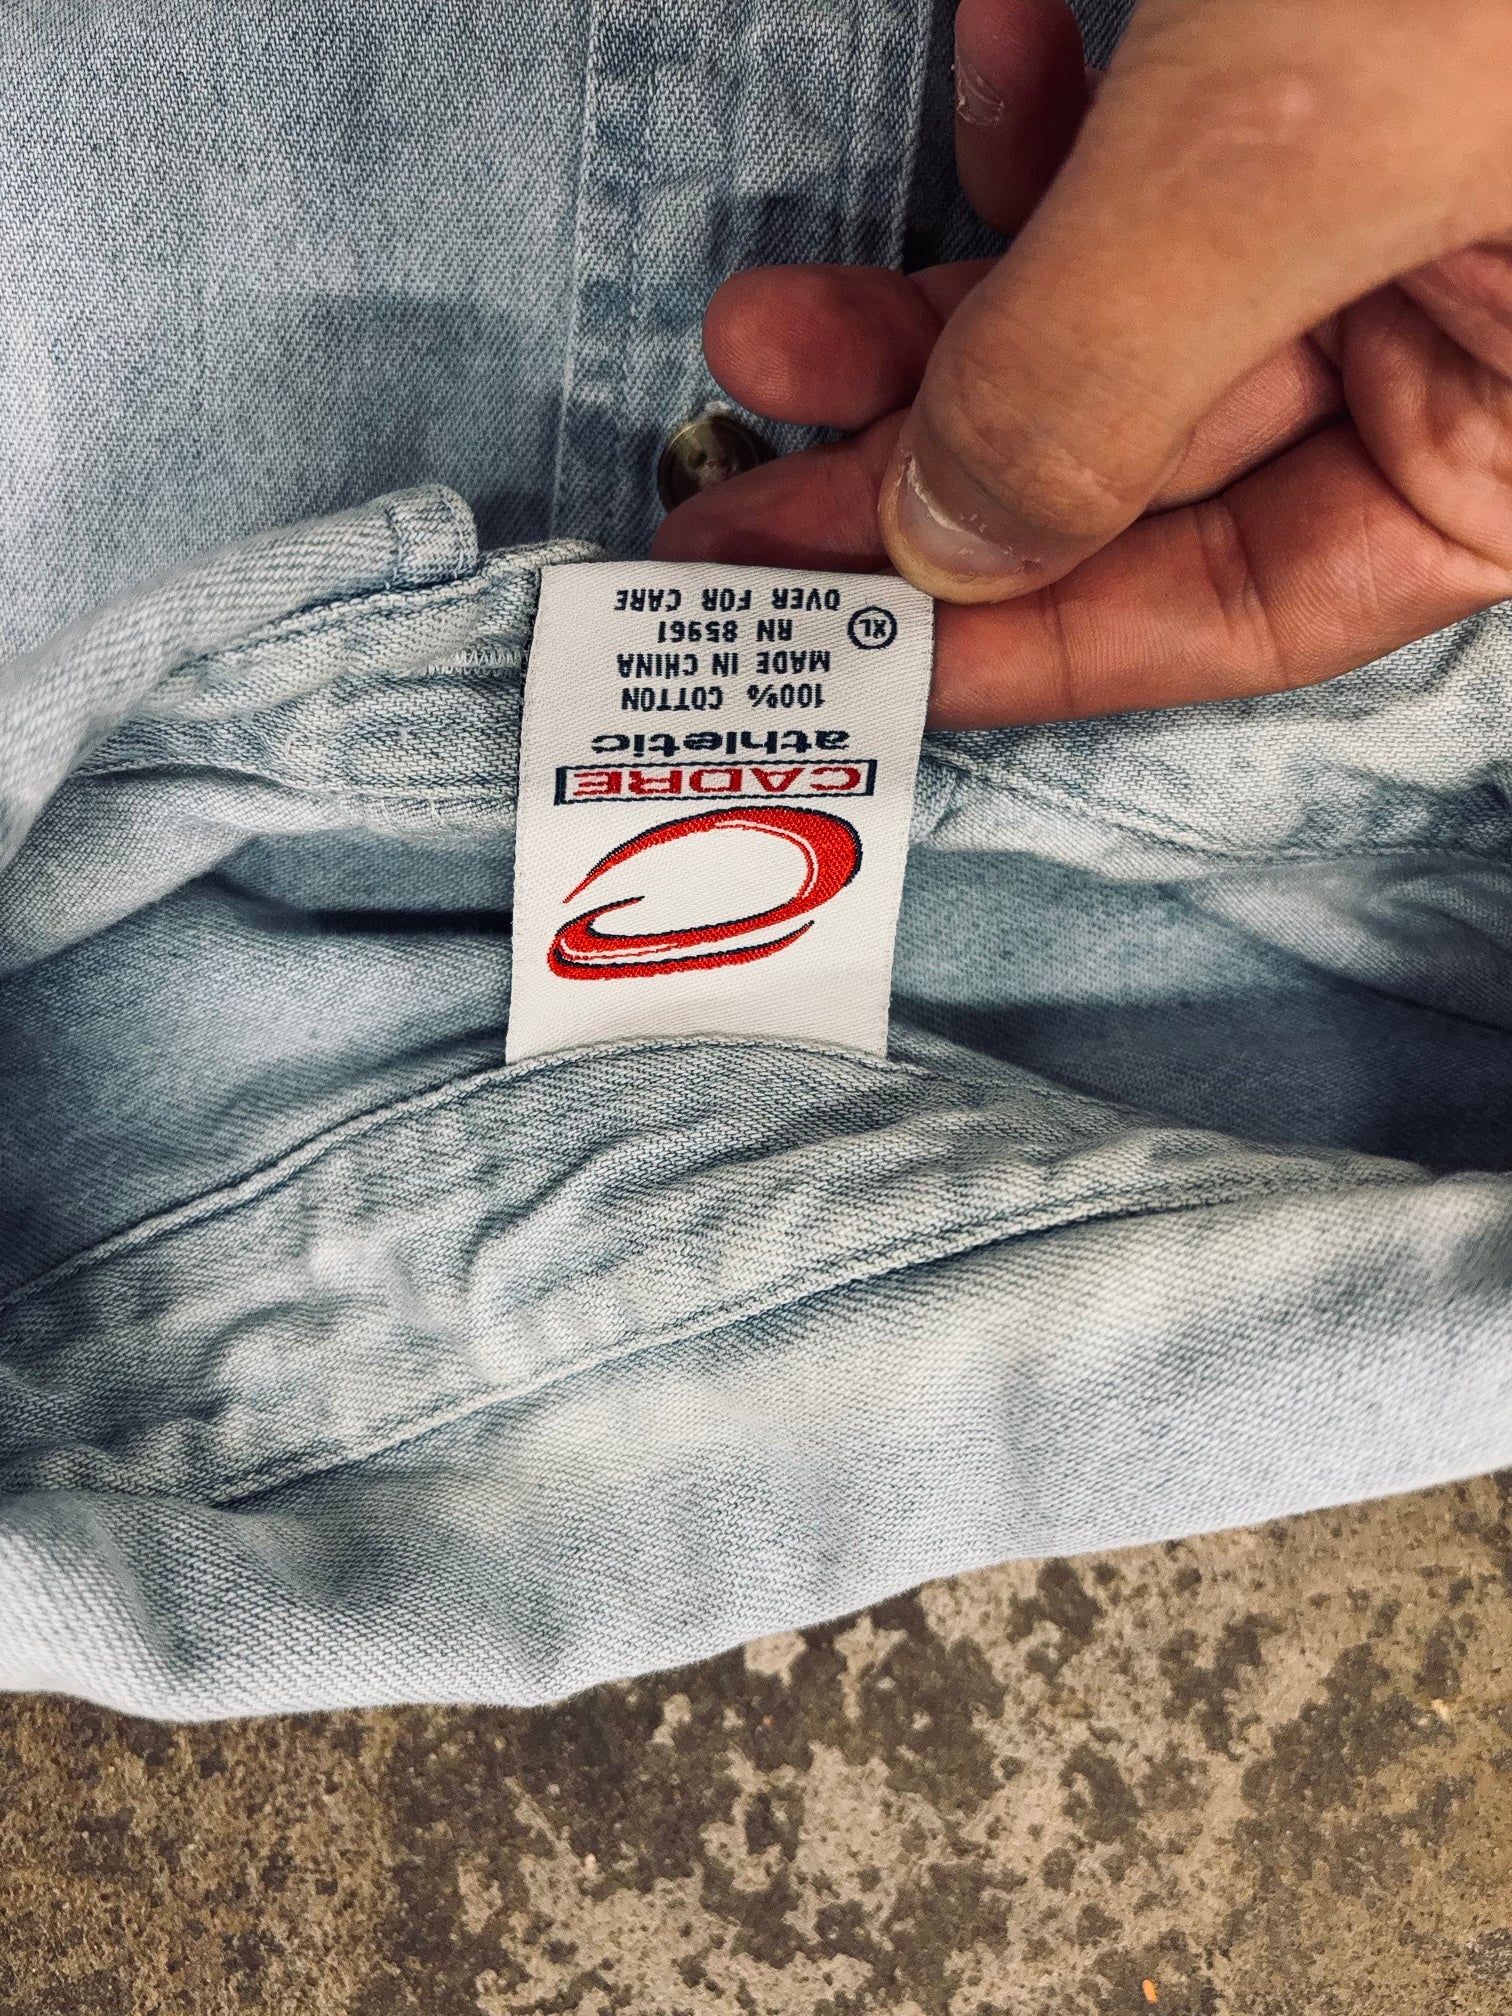 CADRE
athletic
100% COTTON
MADE IN CHINA
RN 85961
XL
OVER FOR CARE